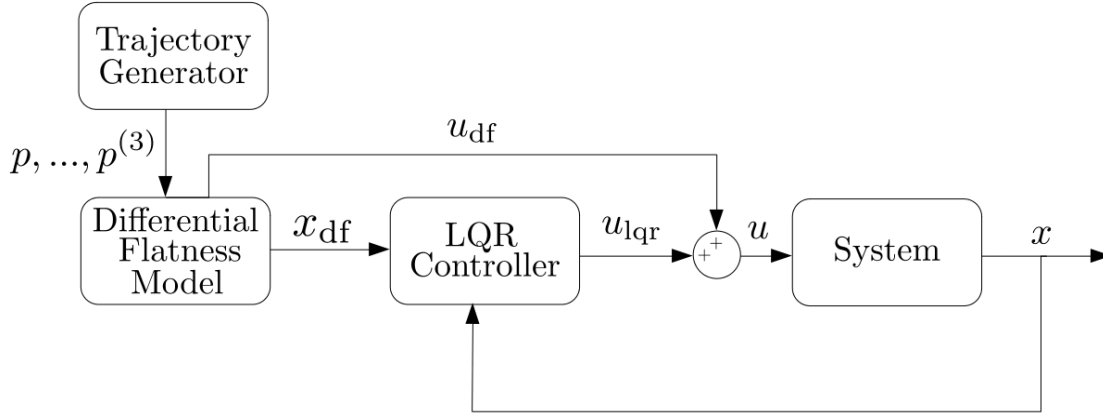 Trajectory
Generator
p, ..., p^(3)
u_df
Differential
Flatness
Model
x_df
LQR
Controller
u_lqr
+
+
u
System
x